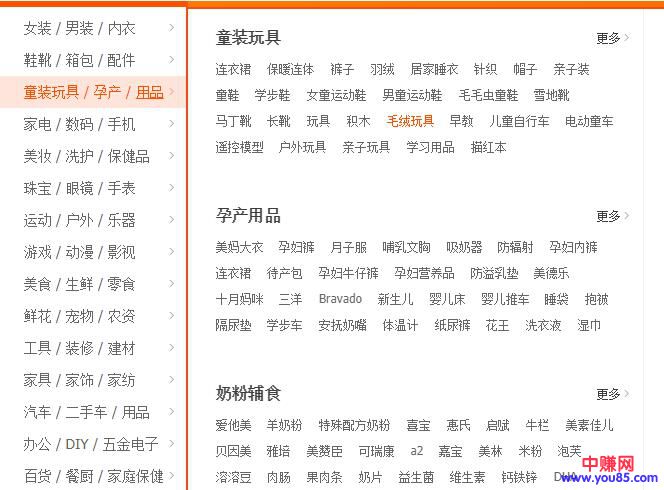 女装 / 男装 / 内衣
鞋靴 / 箱包 / 配件
童装玩具 / 孕产 / 用品
家电 / 数码 / 手机
美妆 / 洗护 / 保健品
珠宝 / 眼镜 / 手表
运动 / 户外 / 乐器
游戏 / 动漫 / 影视
美食 / 生鲜 / 零食
鲜花 / 宠物 / 农资
工具 / 装修 / 建材
家具 / 家饰 / 家纺
汽车 / 二手车 / 用品
办公 / DIY / 五金电子
百货 / 餐厨 / 家庭保健
童装玩具 更多
连衣裙 保暖连体 裤子 羽绒 居家睡衣 针织 帽子 亲子装
童鞋 学步鞋 女童运动鞋 男童运动鞋 毛毛虫童鞋 雪地靴
马丁靴 长靴 玩具 积木 毛绒玩具 早教 儿童自行车 电动童车
遥控模型 户外玩具 亲子玩具 学习用品 描红本
孕产用品 更多
美妈大衣 孕妇裤 月子服 哺乳文胸 吸奶器 防辐射 孕妇内裤
连衣裙 待产包 孕妇牛仔裤 孕妇营养品 防溢乳垫 美德乐
十月妈咪 三洋 Bravado 新生儿 婴儿床 婴儿推车 睡袋 抱被
隔尿垫 学步车 安抚奶嘴 体温计 纸尿裤 花王 洗衣液 湿巾
奶粉辅食 更多
爱他美 羊奶粉 特殊配方奶粉 喜宝 惠氏 启赋 牛栏 美素佳儿
贝因美 雅培 美赞臣 可瑞康 a2 嘉宝 美林 米粉 泡芙
溶溶豆 肉肠 果肉条 奶片 益生菌 维生素 钙铁锌 DHA
中赚网
www.you85.com